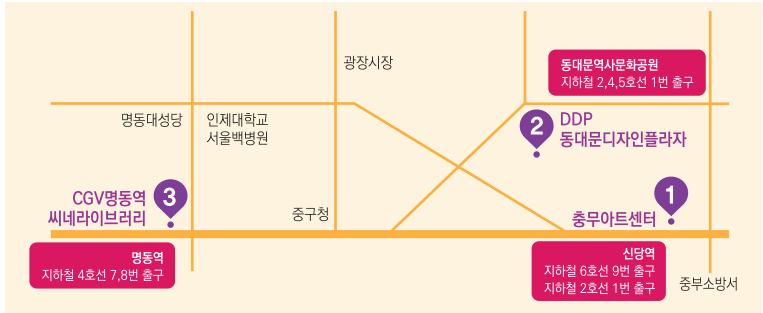 광장시장
동대문역사문화공원
지하철 2,4,5호선 1번 출구
명동대성당
인제대학교
서울백병원
2
DDP
동대문디자인플라자
CGV명동역
씨네라이브러리
3
중구청
1
충무아트센터
명동역
지하철 4호선 7,8번 출구
신당역
지하철 6호선 9번 출구
지하철 2호선 1번 출구
중부소방서